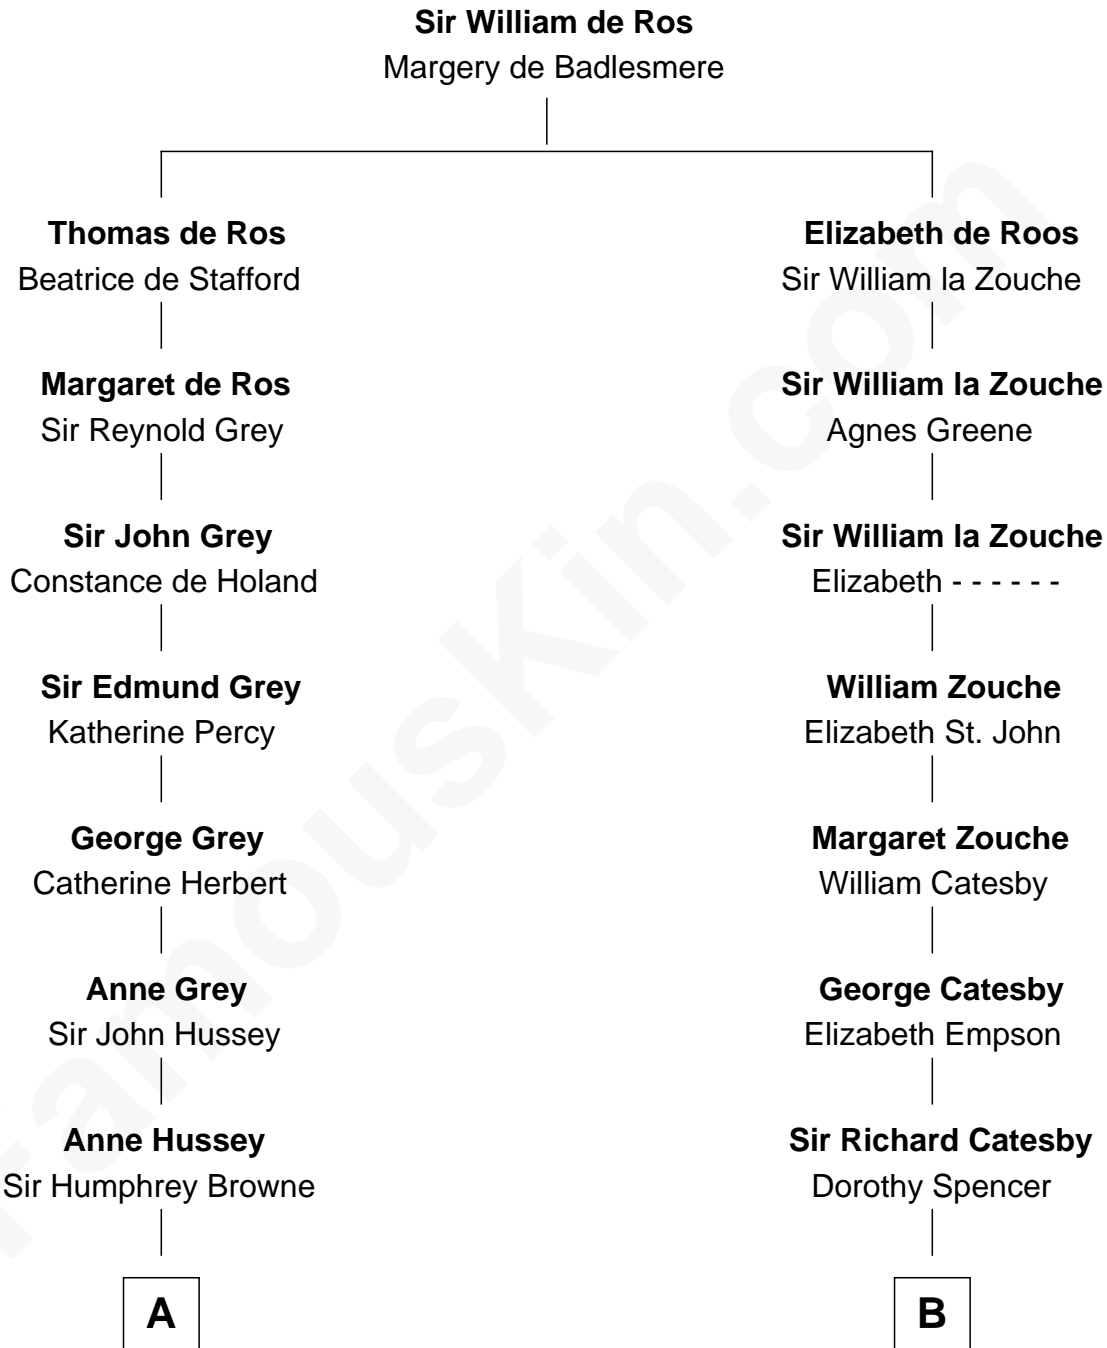 Sir William de Ros
Margery de Badlesmere
Thomas de Ros
Beatrice de Stafford
Elizabeth de Roos
Sir William la Zouche
Margaret de Ros
Sir Reynold Grey
Sir William la Zouche
Agnes Greene
Sir John Grey
Constance de Holand
Sir William la Zouche
Elizabeth - - - - - -
Sir Edmund Grey
Katherine Percy
William Zouche
Elizabeth St. John
George Grey
Catherine Herbert
Margaret Zouche
William Catesby
Anne Grey
Sir John Hussey
George Catesby
Elizabeth Empson
Anne Hussey
Sir Humphrey Browne
Sir Richard Catesby
Dorothy Spencer
A
B
FamousKin.com